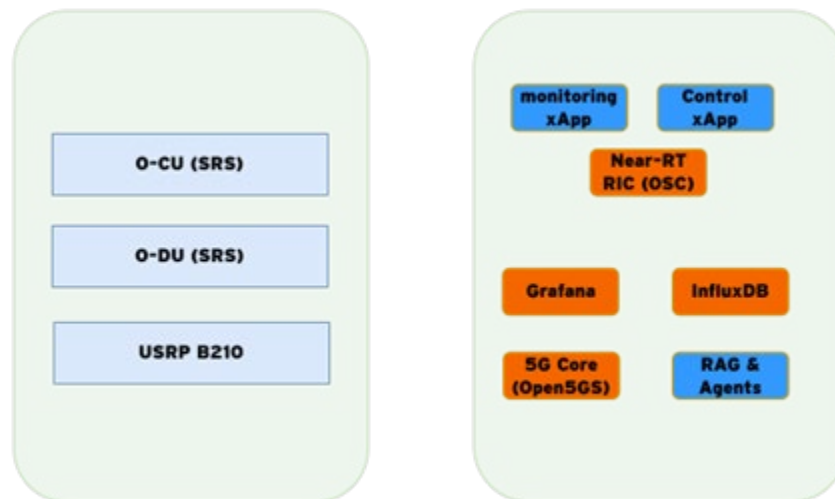 O-CU (SRS)
O-DU (SRS)
USRP B210
monitoring
xApp
Control
xApp
Near-RT
RIC (OSC)
Grafana
InfluxDB
5G Core
(Open5GS)
RAG &
Agents